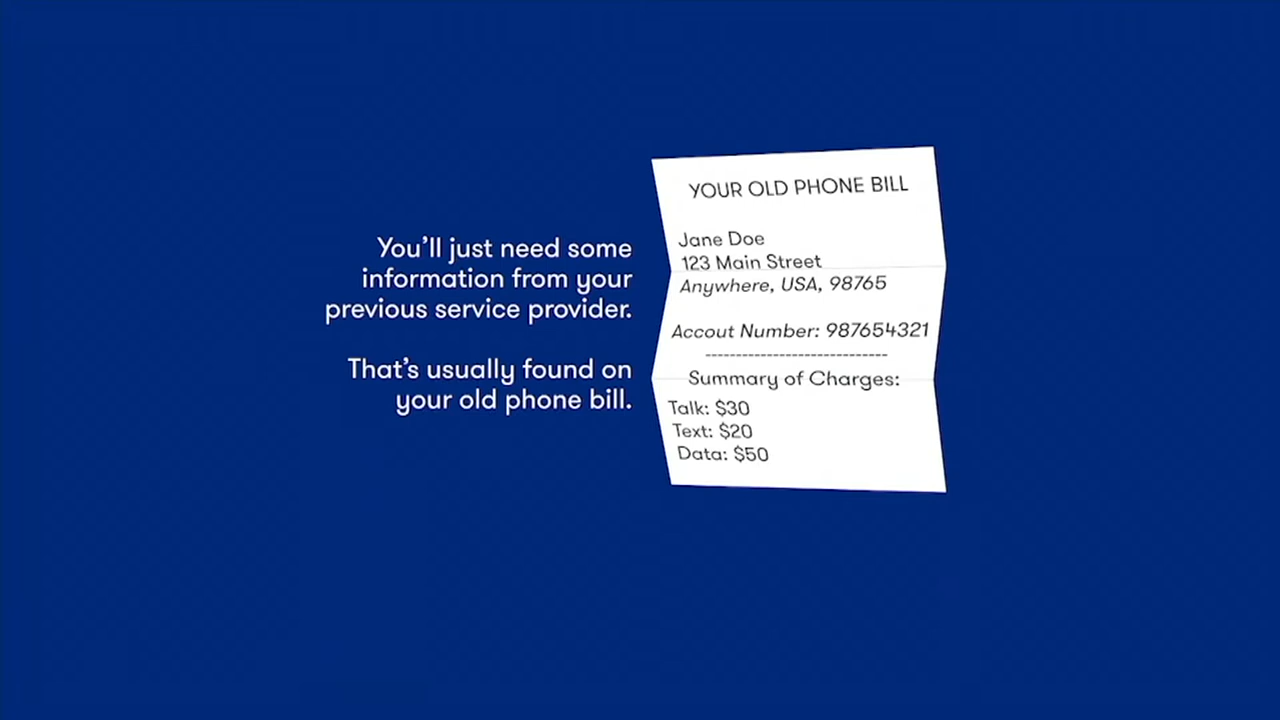 You'll just need some
information from your
previous service provider.
That's usually found on
your old phone bill.
YOUR OLD PHONE BILL
Jane Doe
123 Main Street
Anywhere, USA, 98765
Accout Number: 987654321
------------------------------
Summary of Charges:
Talk: $30
Text: $20
Data: $50